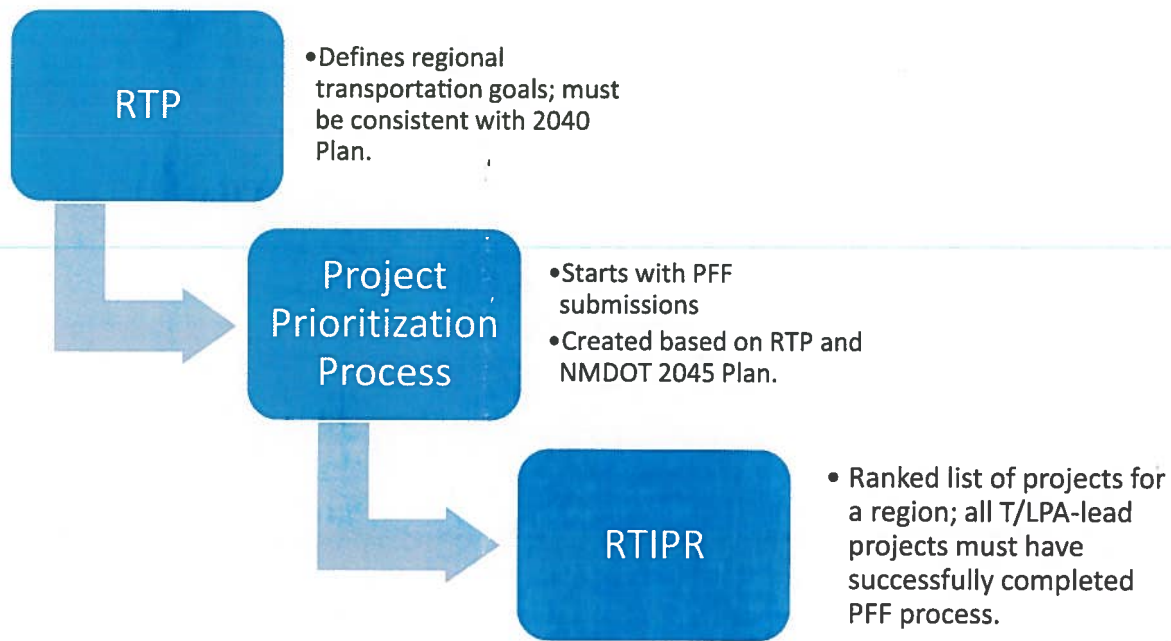 RTP
•Defines regional
transportation goals; must
be consistent with 2040
Plan.
Project
Prioritization
Process
•Starts with PFF
submissions
•Created based on RTP and
NMDOT 2045 Plan.
RTIPR
• Ranked list of projects for
a region; all T/LPA-lead
projects must have
successfully completed
PFF process.